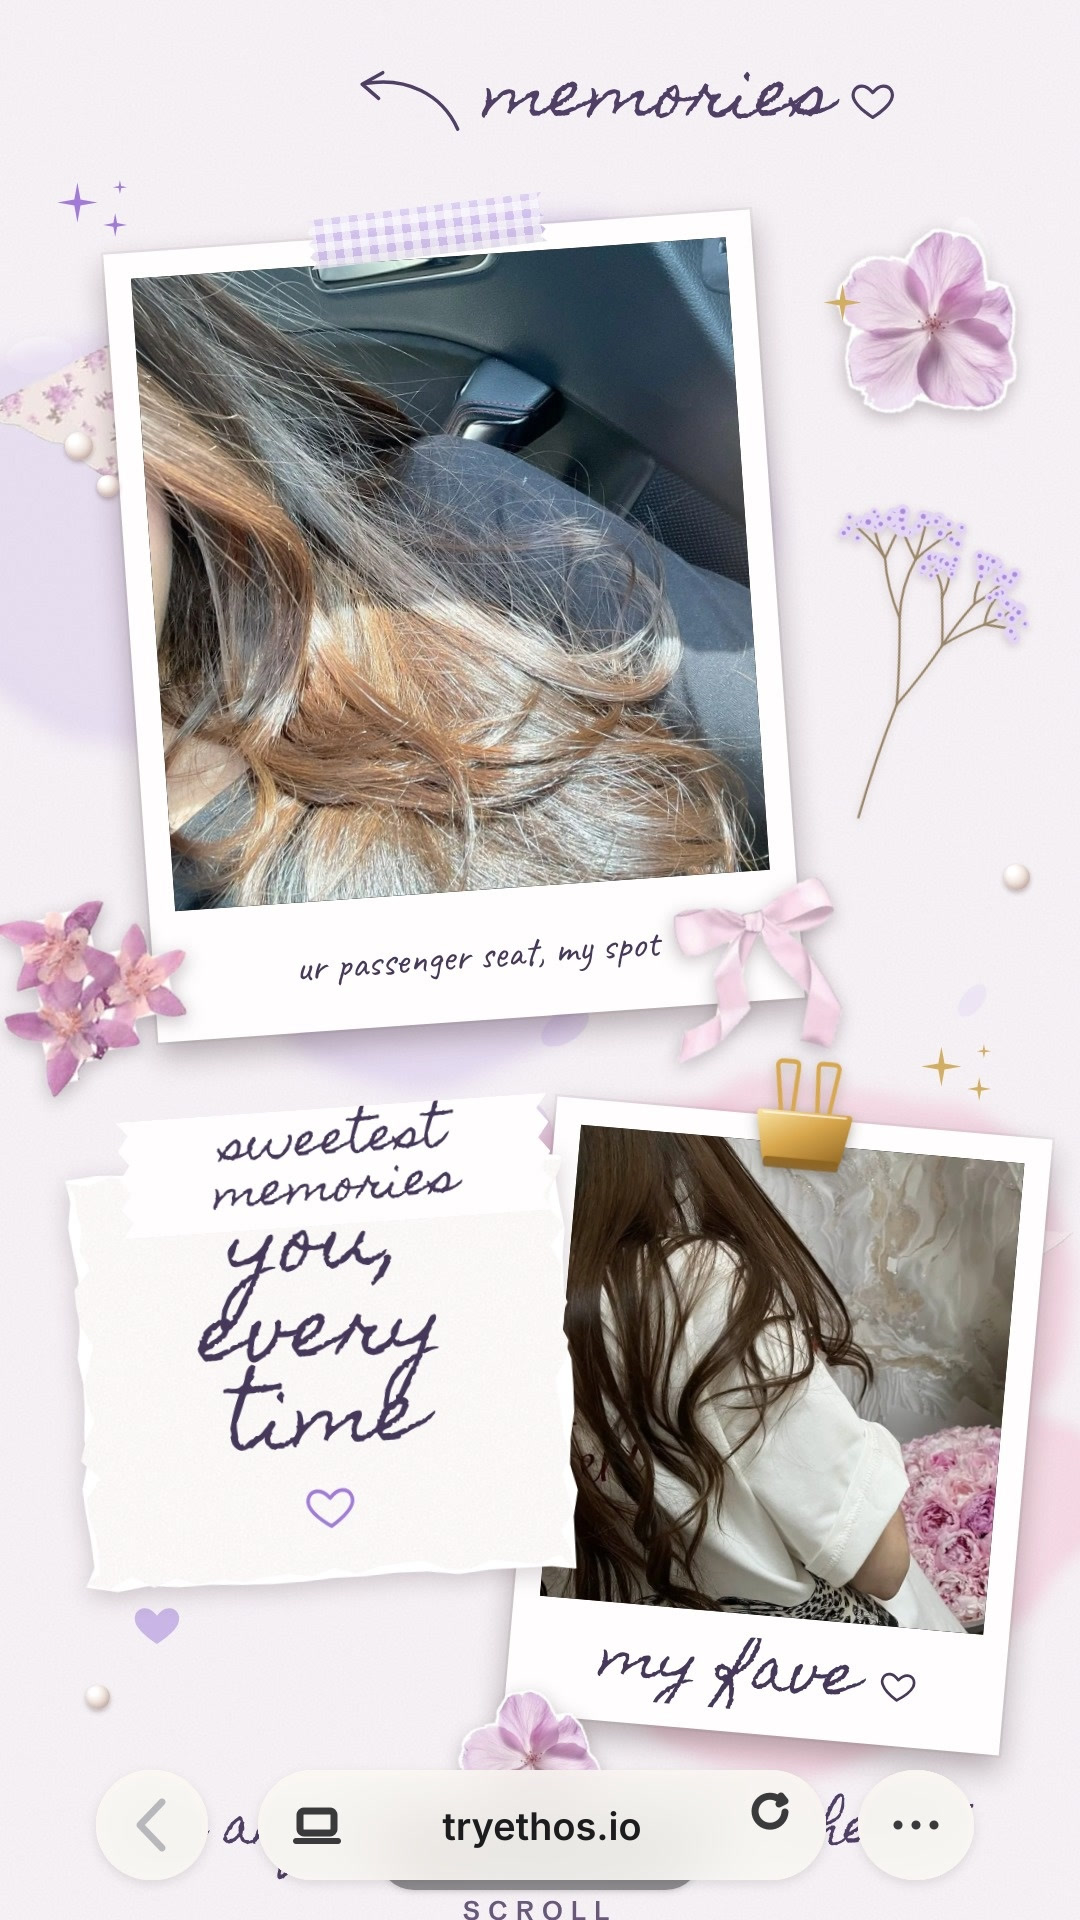 memories ♡
ur passenger seat, my spot
sweetest
memories
you,
every
time
my fave ♡
tryethos.io
SCROLL